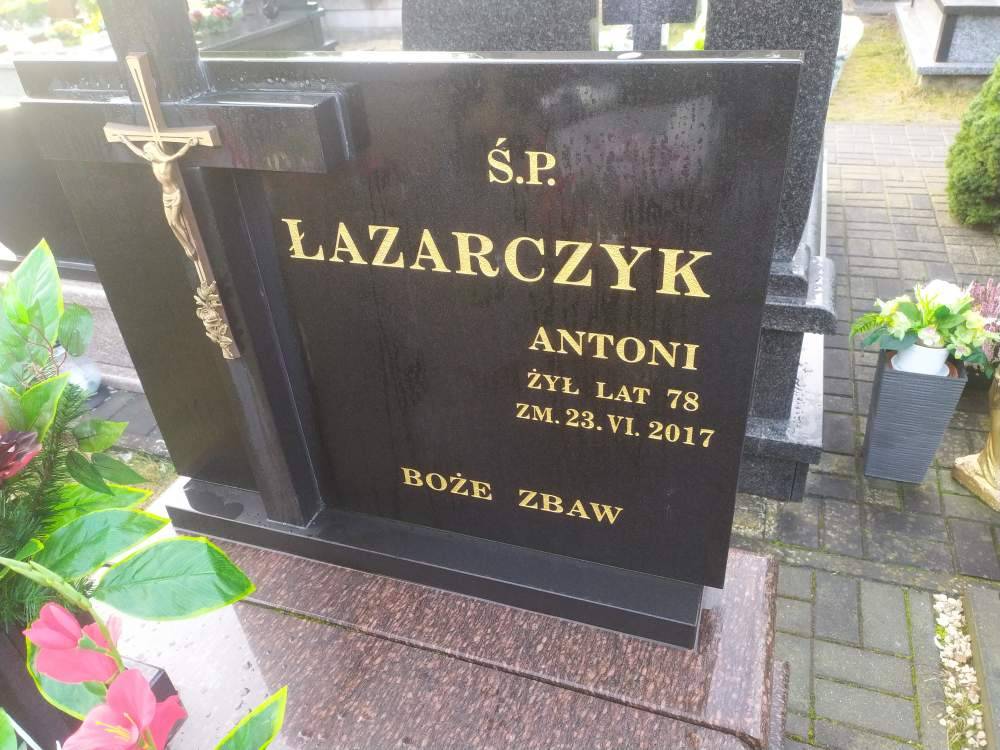 Ś.P.
ŁAZARCZYK
ANTONI
ŻYŁ LAT 78
ZM. 23. VI. 2017
BOŻE ZBAW